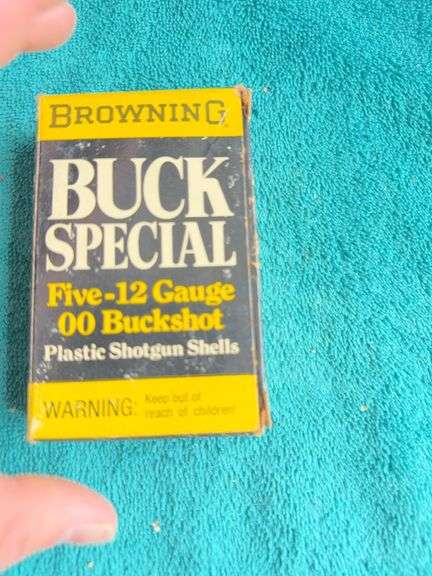 BROWNING
BUCK
SPECIAL
Five-12 Gauge
00 Buckshot
Plastic Shotgun Shells
WARNING: Keep out of
reach of children!